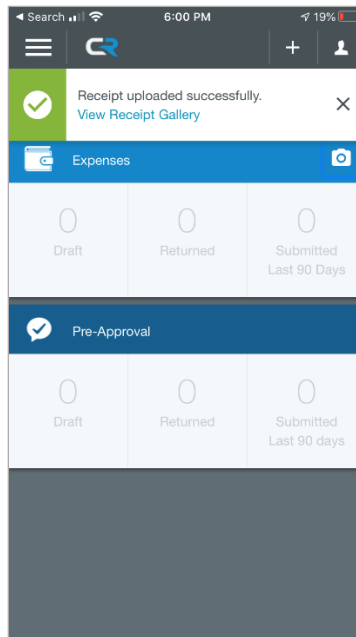 ◄ Search 6:00 PM 19%
CR
Receipt uploaded successfully.
View Receipt Gallery
Expenses
0 0 0
Draft Returned Submitted
Last 90 Days
Pre-Approval
0 0 0
Draft Returned Submitted
Last 90 days